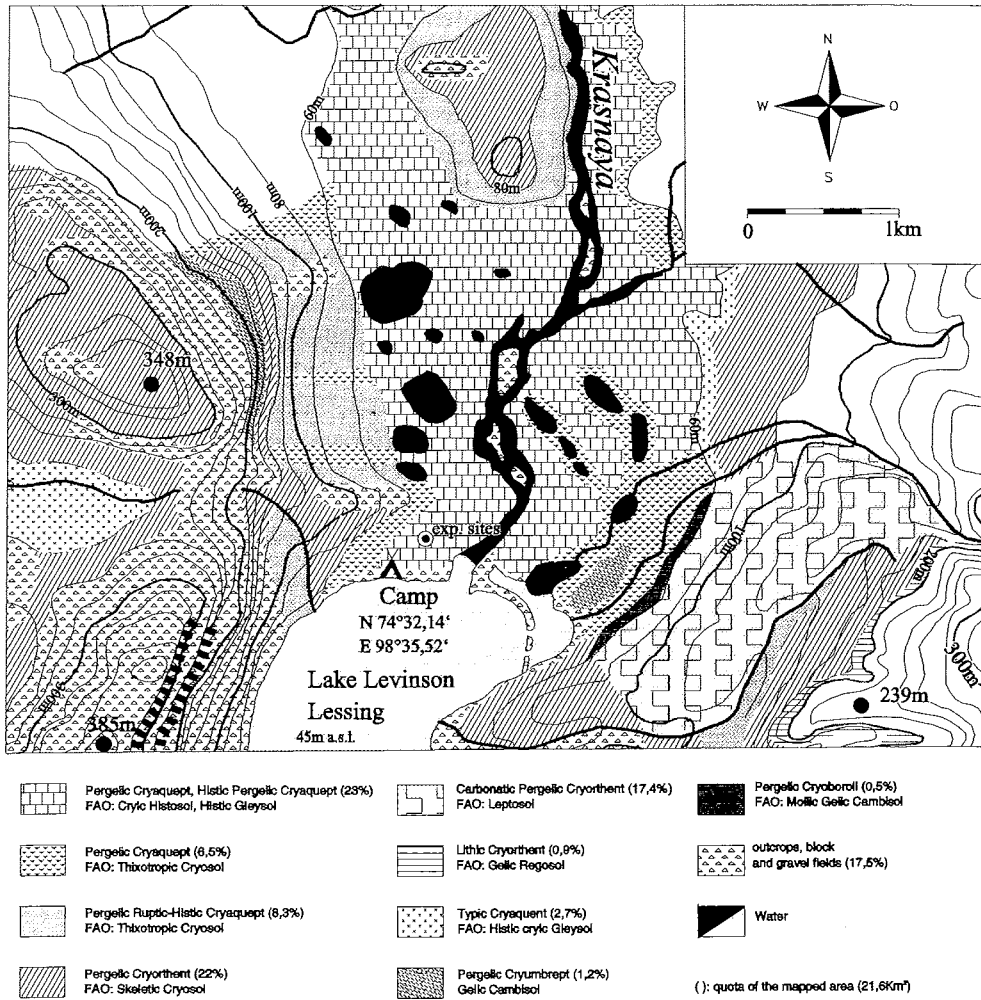 Krasnaya
N
W
O
S
0 1km
60m
80m
80m
100m
200m
348m
300m
60m
exp. sites
100m
200m
Camp
N 74°32,14'
E 98°35,52'
Lake Levinson
Lessing
45m a.s.l.
300m
385m
300m
239m
Pergelic Cryaquept, Histic Pergelic Cryaquept (23%)
FAO: Cryic Histosol, Histic Gleysol
Pergelic Cryaquept (6,5%)
FAO: Thixotropic Cryosol
Pergelic Ruptic-Histic Cryaquept (8,3%)
FAO: Thixotropic Cryosol
Pergelic Cryorthent (22%)
FAO: Skeletic Cryosol
Carbonatic Pergelic Cryorthent (17,4%)
FAO: Leptosol
Lithic Cryorthent (0,9%)
FAO: Gelic Regosol
Typic Cryaquent (2,7%)
FAO: Histic cryic Gleysol
Pergelic Cryumbrept (1,2%)
Gelic Cambisol
Pergelic Cryoboroll (0,5%)
FAO: Mollic Gelic Cambisol
outcrops, block
and gravel fields (17,5%)
Water
( ): quota of the mapped area (21,6Km²)